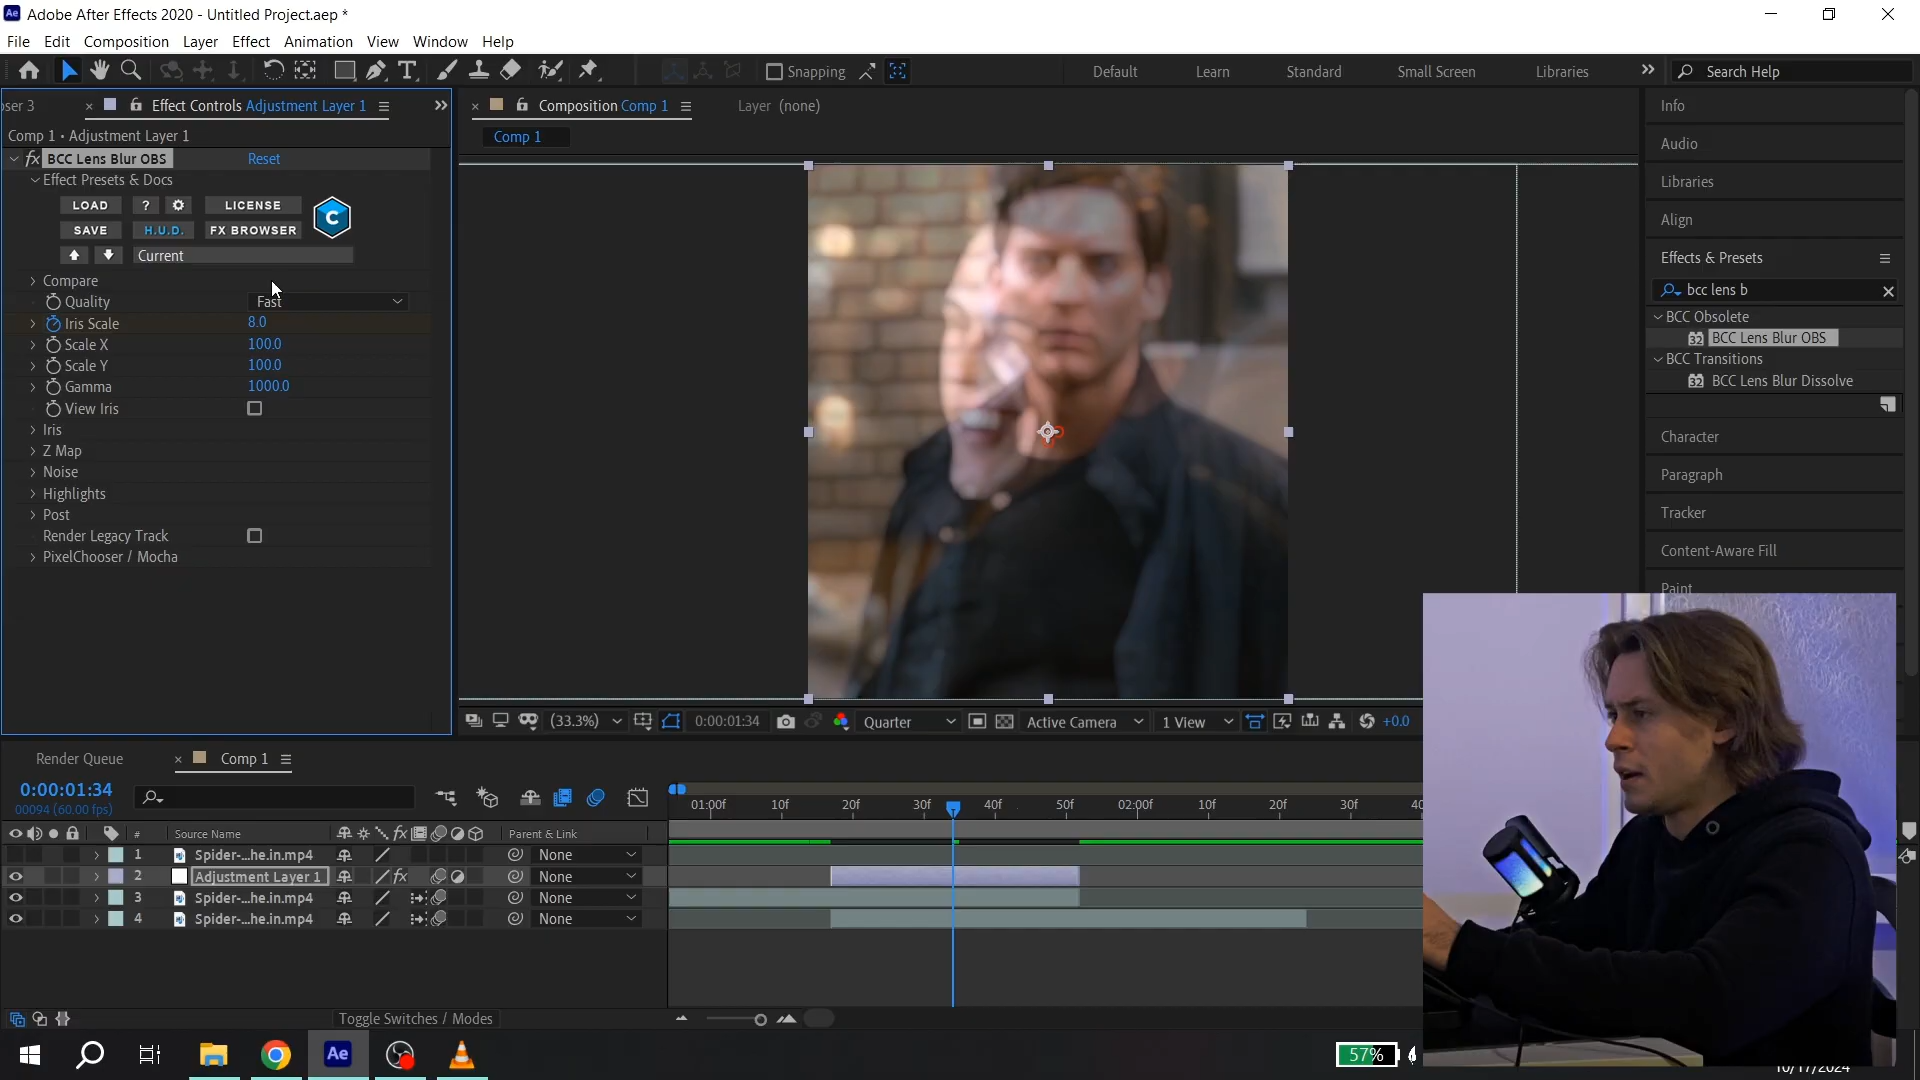 Adobe After Effects 2020 - Untitled Project.aep *
File Edit Composition Layer Effect Animation View Window Help
Snapping
Default Learn Standard Small Screen Libraries
Search Help
oser 3 Effect Controls Adjustment Layer 1
Composition Comp 1
Layer (none)
Info
Comp 1 • Adjustment Layer 1
Comp 1
fx BCC Lens Blur OBS Reset
Audio
Effect Presets & Docs
Libraries
LOAD ? LICENSE
Align
SAVE H.U.D. FX BROWSER
Current
Effects & Presets
Compare
bcc lens b
Quality Fast
BCC Obsolete
Iris Scale 8.0
BCC Lens Blur OBS
Scale X 100.0
BCC Transitions
Scale Y 100.0
BCC Lens Blur Dissolve
Gamma 1000.0
View Iris
Iris
Character
Z Map
Noise
Paragraph
Highlights
Post
Tracker
Render Legacy Track
Content-Aware Fill
PixelChooser / Mocha
Paint
(33.3%) 0:00:01:34 Quarter Active Camera 1 View +0.0
Render Queue Comp 1
0:00:01:34
00094 (60.00 fps)
01:00f 10f 20f 30f 40f 50f 02:00f 10f 20f 30f 40
# Source Name Parent & Link
1 Spider-...he.in.mp4 None
2 Adjustment Layer 1 fx None
3 Spider-...he.in.mp4 None
4 Spider-...he.in.mp4 None
Toggle Switches / Modes
Ae
57%
10/17/2024